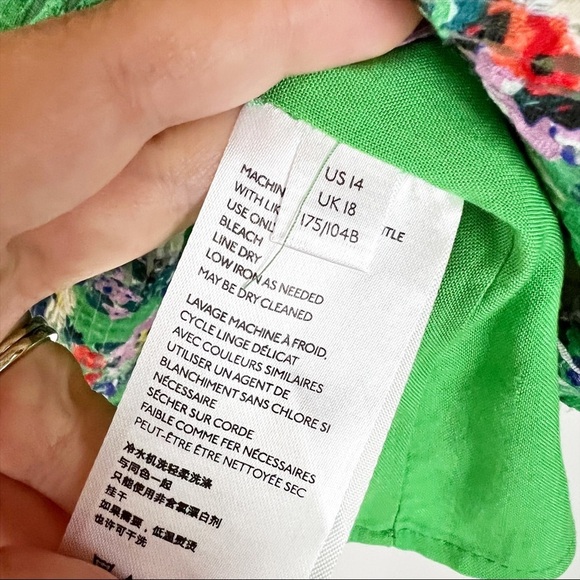 US 14
UK 18
175/104B
MACHIN
WITH LIK
USE ONL
BLEACH
LINE DRY
LOW IRON AS NEEDED
MAY BE DRY CLEANED
LAVAGE MACHINE À FROID,
CYCLE LINGE DÉLICAT
AVEC COULEURS SIMILAIRES
UTILISER UN AGENT DE
BLANCHIMENT SANS CHLORE SI
NÉCESSAIRE
SÉCHER SUR CORDE
FAIBLE COMME FER NÉCESSAIRES
PEUT-ÊTRE ÊTRE NETTOYÉE SEC
冷水机洗轻柔洗涤
与同色一起
只能使用非含氯漂白剂
挂干
如果需要，低温熨烫
也许可干洗